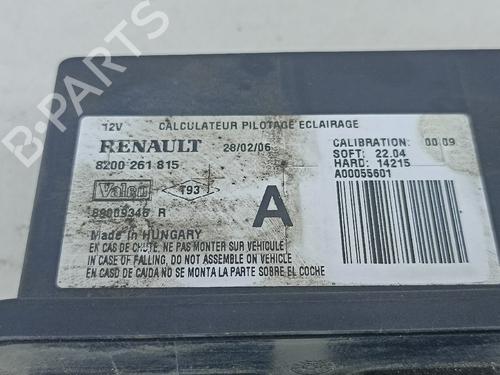 12V CALCULATEUR PILOTAGE ECLAIRAGE
RENAULT 28/02/06
8200 261 815
CALIBRATION: 00 09
SOFT: 22.04
HARD: 14215
A00055601
Valeo T93
89009346 R
A
Made in HUNGARY
EN CAS DE CHUTE, NE PAS MONTER SUR VÉHICULE
IN CASE OF FALLING, DO NOT ASSEMBLE ON VEHICLE
EN CASO DE CAIDA NO SE MONTA LA PARTE SOBRE EL COCHE
B-PARTS